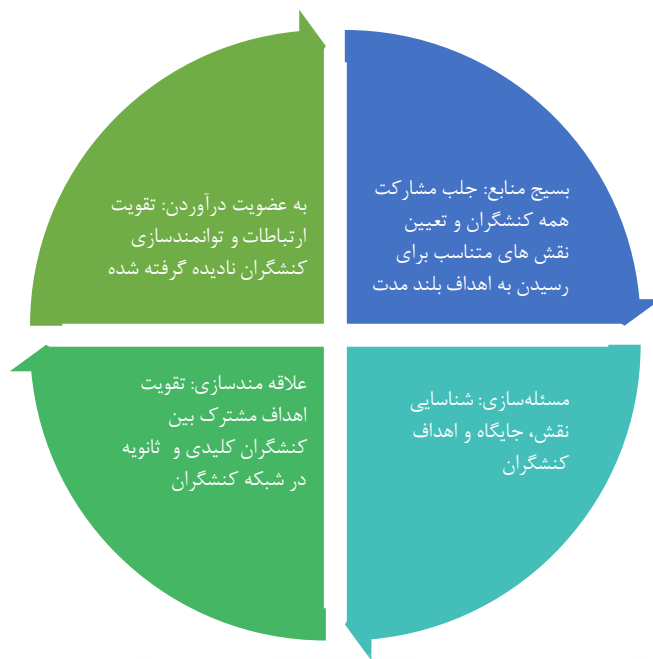 بسیج منابع: جلب مشارکت
همه کنشگران و تعیین
نقش های متناسب برای
رسیدن به اهداف بلند مدت
به عضویت درآوردن: تقویت
ارتباطات و توانمندسازی
کنشگران نادیده گرفته شده
مسئله‌سازی: شناسایی
نقش، جایگاه و اهداف
کنشگران
علاقه مندسازی: تقویت
اهداف مشترک بین
کنشگران کلیدی و ثانویه
در شبکه کنشگران